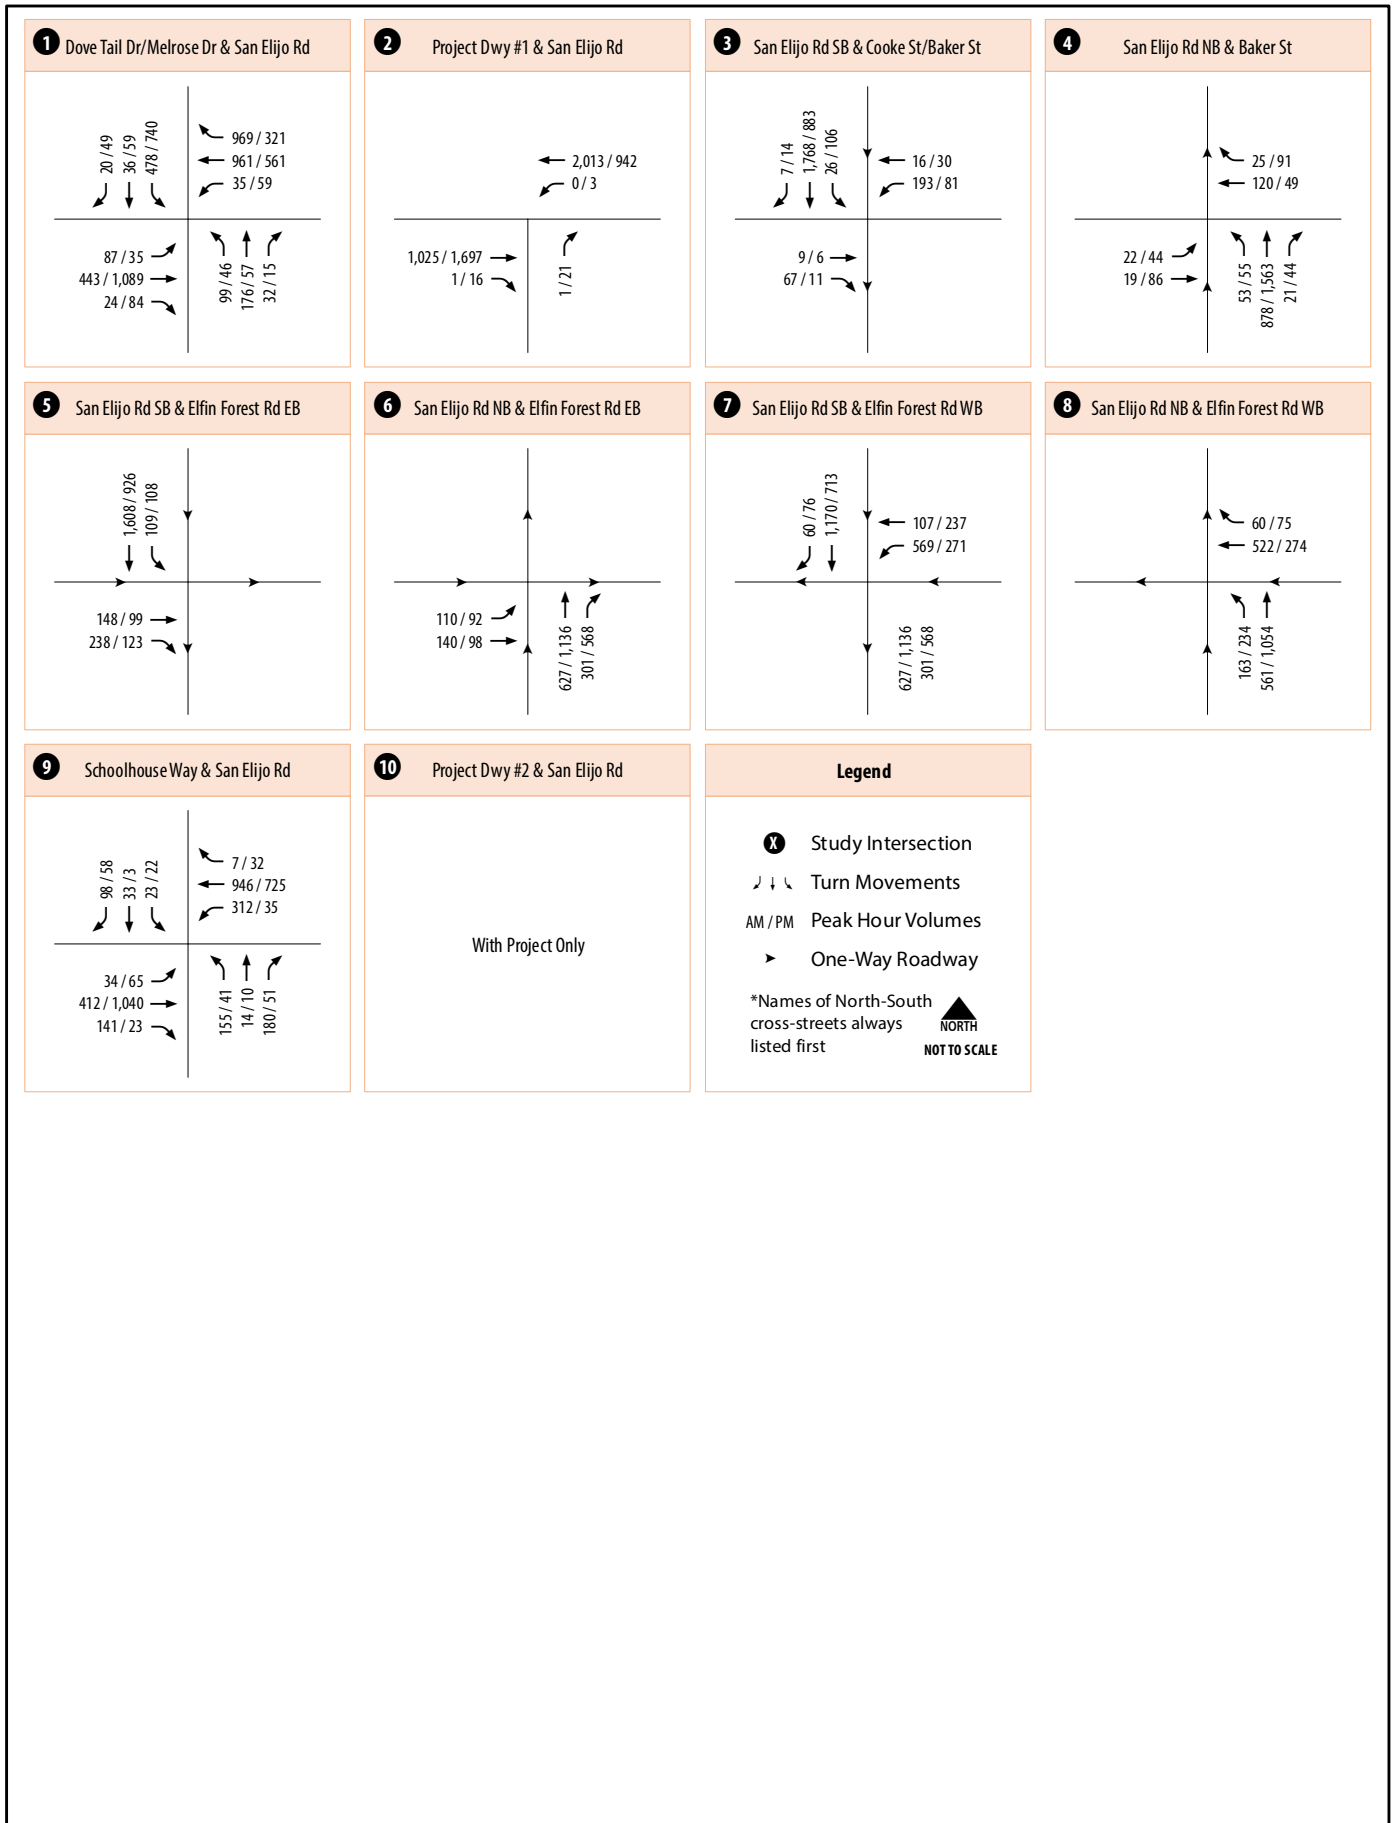 1 Dove Tail Dr/Melrose Dr & San Elijo Rd
20 / 49
36 / 59
478 / 740
969 / 321
961 / 561
35 / 59
87 / 35
443 / 1,089
24 / 84
99 / 46
176 / 57
32 / 15
2 Project Dwy #1 & San Elijo Rd
2,013 / 942
0 / 3
1,025 / 1,697
1 / 16
1 / 21
3 San Elijo Rd SB & Cooke St/Baker St
7 / 14
1,768 / 883
26 / 106
16 / 30
193 / 81
9 / 6
67 / 11
4 San Elijo Rd NB & Baker St
25 / 91
120 / 49
22 / 44
19 / 86
53 / 55
878 / 1,563
21 / 44
5 San Elijo Rd SB & Elfin Forest Rd EB
1,608 / 926
109 / 108
148 / 99
238 / 123
6 San Elijo Rd NB & Elfin Forest Rd EB
110 / 92
140 / 98
627 / 1,136
301 / 568
7 San Elijo Rd SB & Elfin Forest Rd WB
60 / 76
1,170 / 713
107 / 237
569 / 271
627 / 1,136
301 / 568
8 San Elijo Rd NB & Elfin Forest Rd WB
60 / 75
522 / 274
163 / 234
561 / 1,054
9 Schoolhouse Way & San Elijo Rd
98 / 58
33 / 3
23 / 22
7 / 32
946 / 725
312 / 35
34 / 65
412 / 1,040
141 / 23
155 / 41
14 / 10
180 / 51
10 Project Dwy #2 & San Elijo Rd
With Project Only
Legend
X Study Intersection
Turn Movements
AM / PM Peak Hour Volumes
One-Way Roadway
*Names of North-South
cross-streets always
listed first
NORTH
NOT TO SCALE